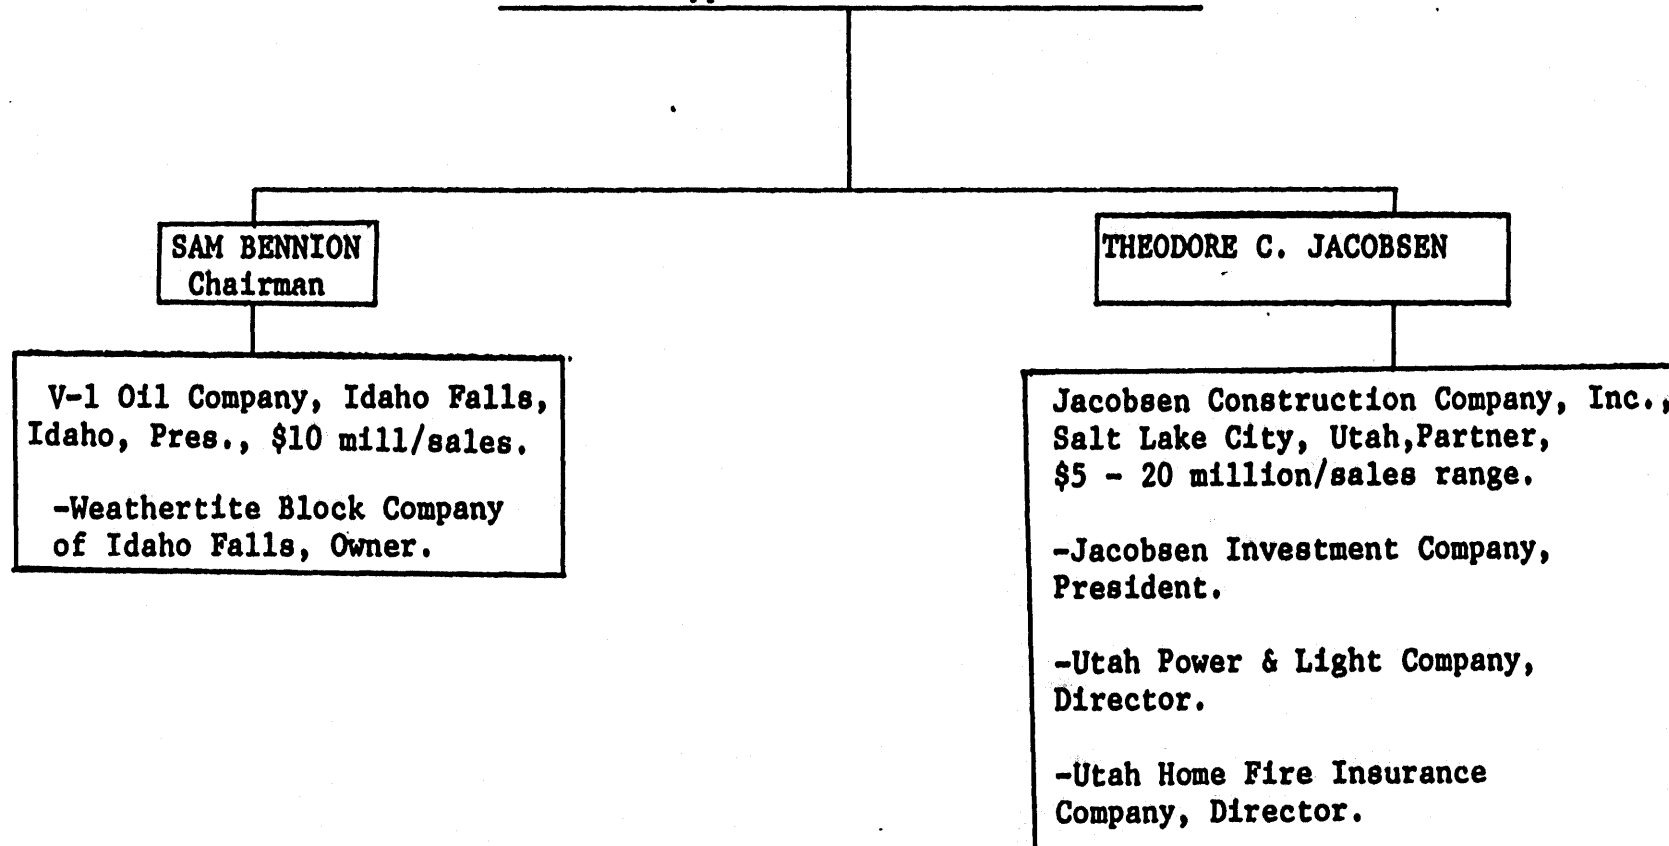 SAM BENNION
Chairman
THEODORE C. JACOBSEN
V-1 Oil Company, Idaho Falls,
Idaho, Pres., $10 mill/sales.
-Weathertite Block Company
of Idaho Falls, Owner.
Jacobsen Construction Company, Inc.,
Salt Lake City, Utah,Partner,
$5 - 20 million/sales range.
-Jacobsen Investment Company,
President.
-Utah Power & Light Company,
Director.
-Utah Home Fire Insurance
Company, Director.